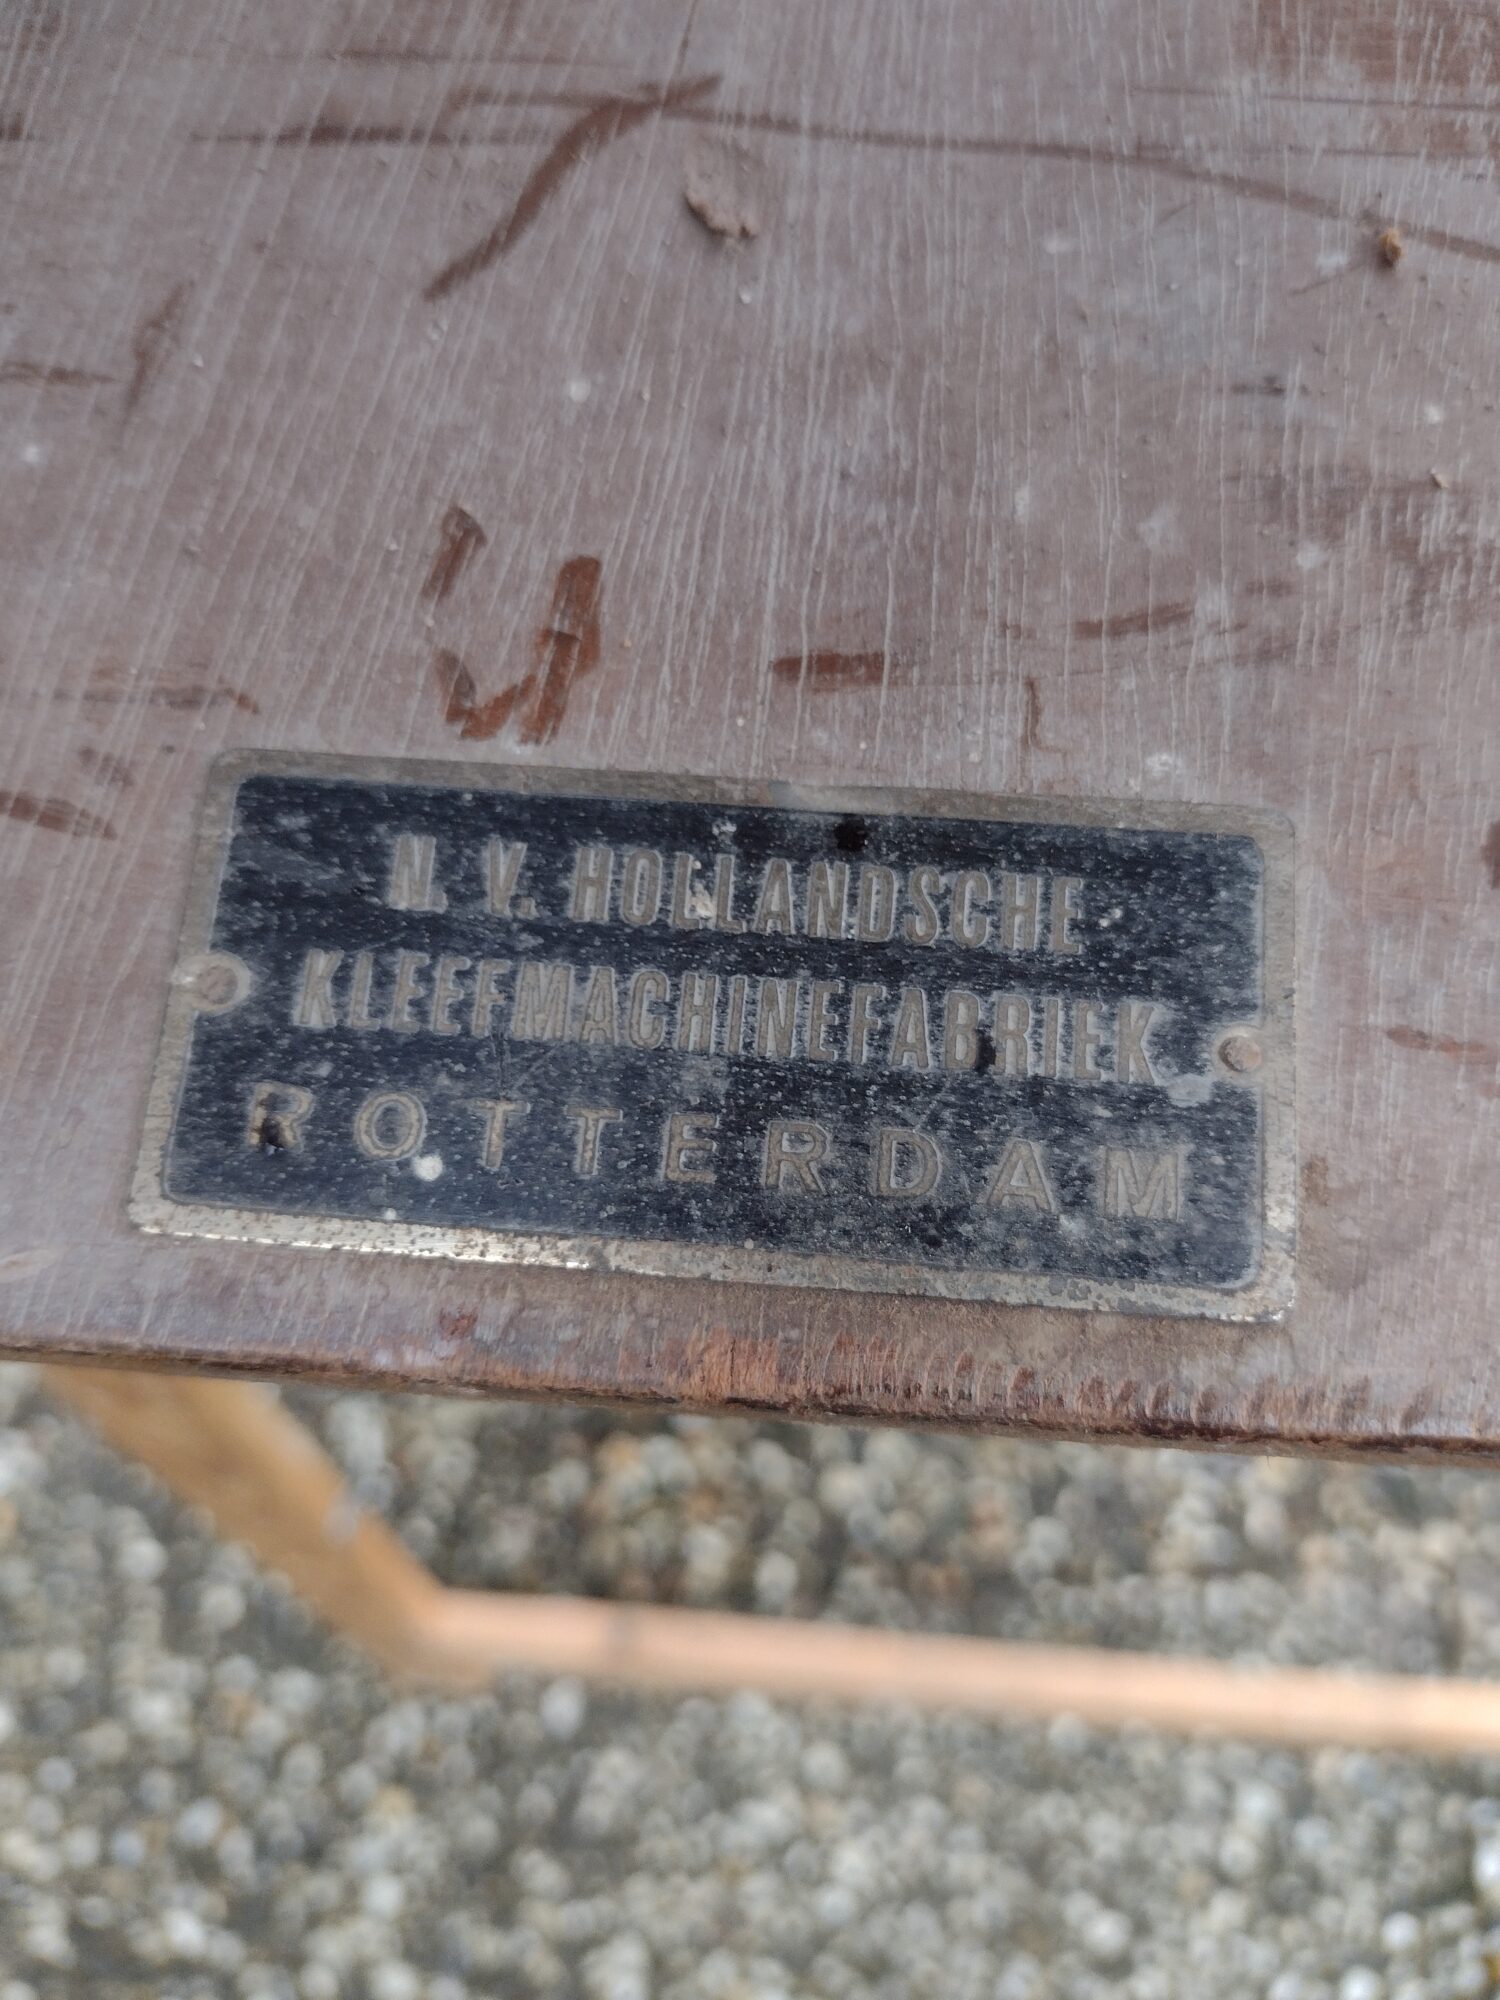 N. V. HOLLANDSCHE
KLEEFMACHINEFABRIEK
ROTTERDAM